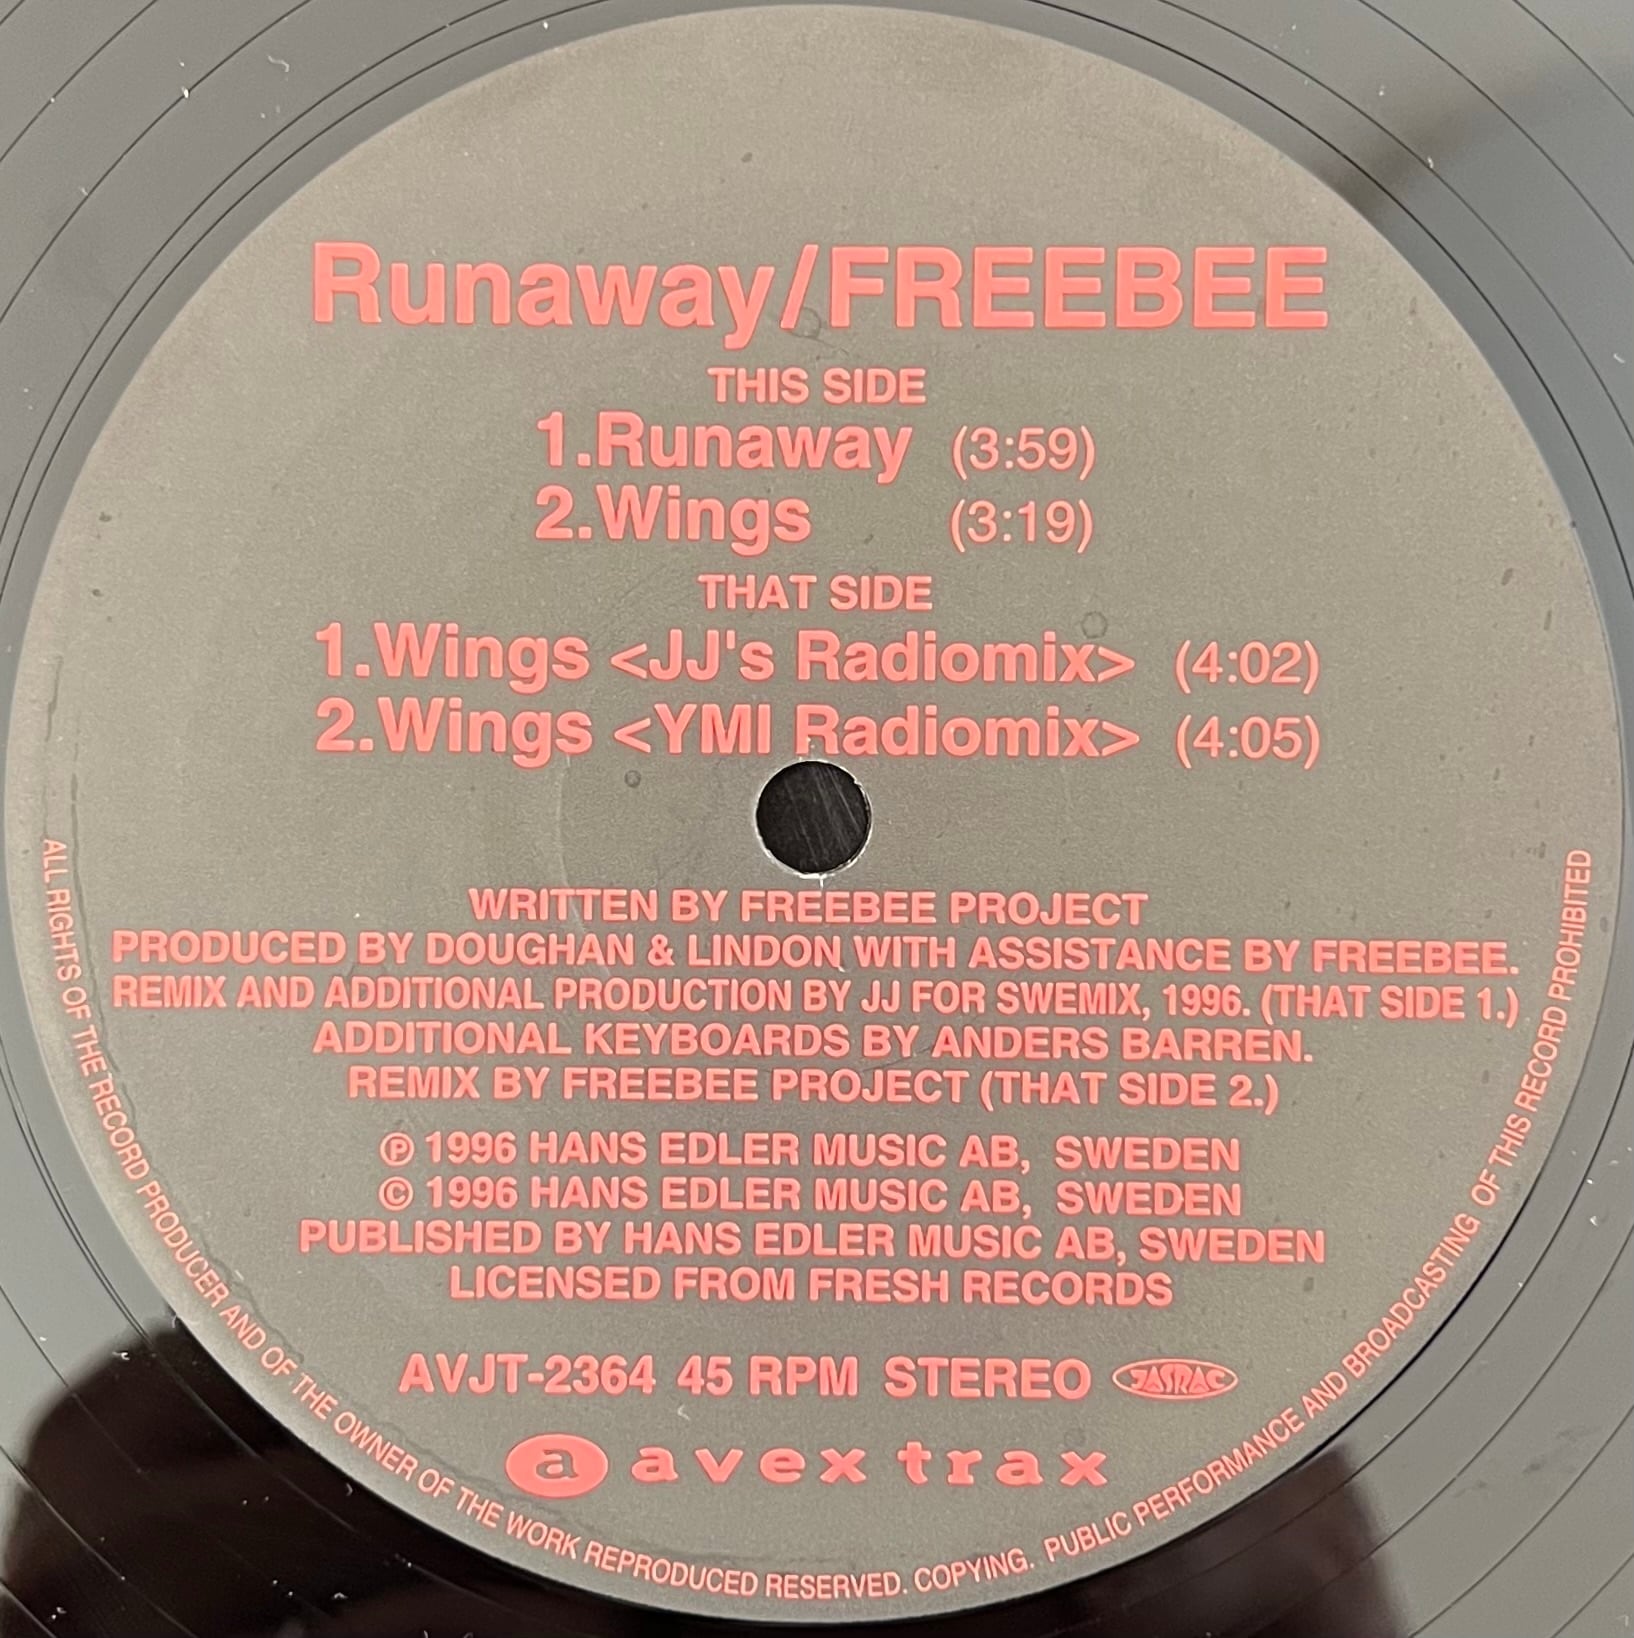 Runaway/FREEBEE
THIS SIDE
1.Runaway (3:59)
2.Wings (3:19)
THAT SIDE
1.Wings <JJ's Radiomix> (4:02)
2.Wings <YMI Radiomix> (4:05)
WRITTEN BY FREEBEE PROJECT
PRODUCED BY DOUGHAN & LINDON WITH ASSISTANCE BY FREEBEE.
REMIX AND ADDITIONAL PRODUCTION BY JJ FOR SWEMIX, 1996. (THAT SIDE 1.)
ADDITIONAL KEYBOARDS BY ANDERS BARREN.
REMIX BY FREEBEE PROJECT (THAT SIDE 2.)
℗ 1996 HANS EDLER MUSIC AB, SWEDEN
© 1996 HANS EDLER MUSIC AB, SWEDEN
PUBLISHED BY HANS EDLER MUSIC AB, SWEDEN
LICENSED FROM FRESH RECORDS
AVJT-2364 45 RPM STEREO JASRAC
a avex trax
ALL RIGHTS OF THE RECORD PRODUCER AND OF THE OWNER OF THE WORK REPRODUCED RESERVED. COPYING. PUBLIC PERFORMANCE AND BROADCASTING OF THIS RECORD PROHIBITED